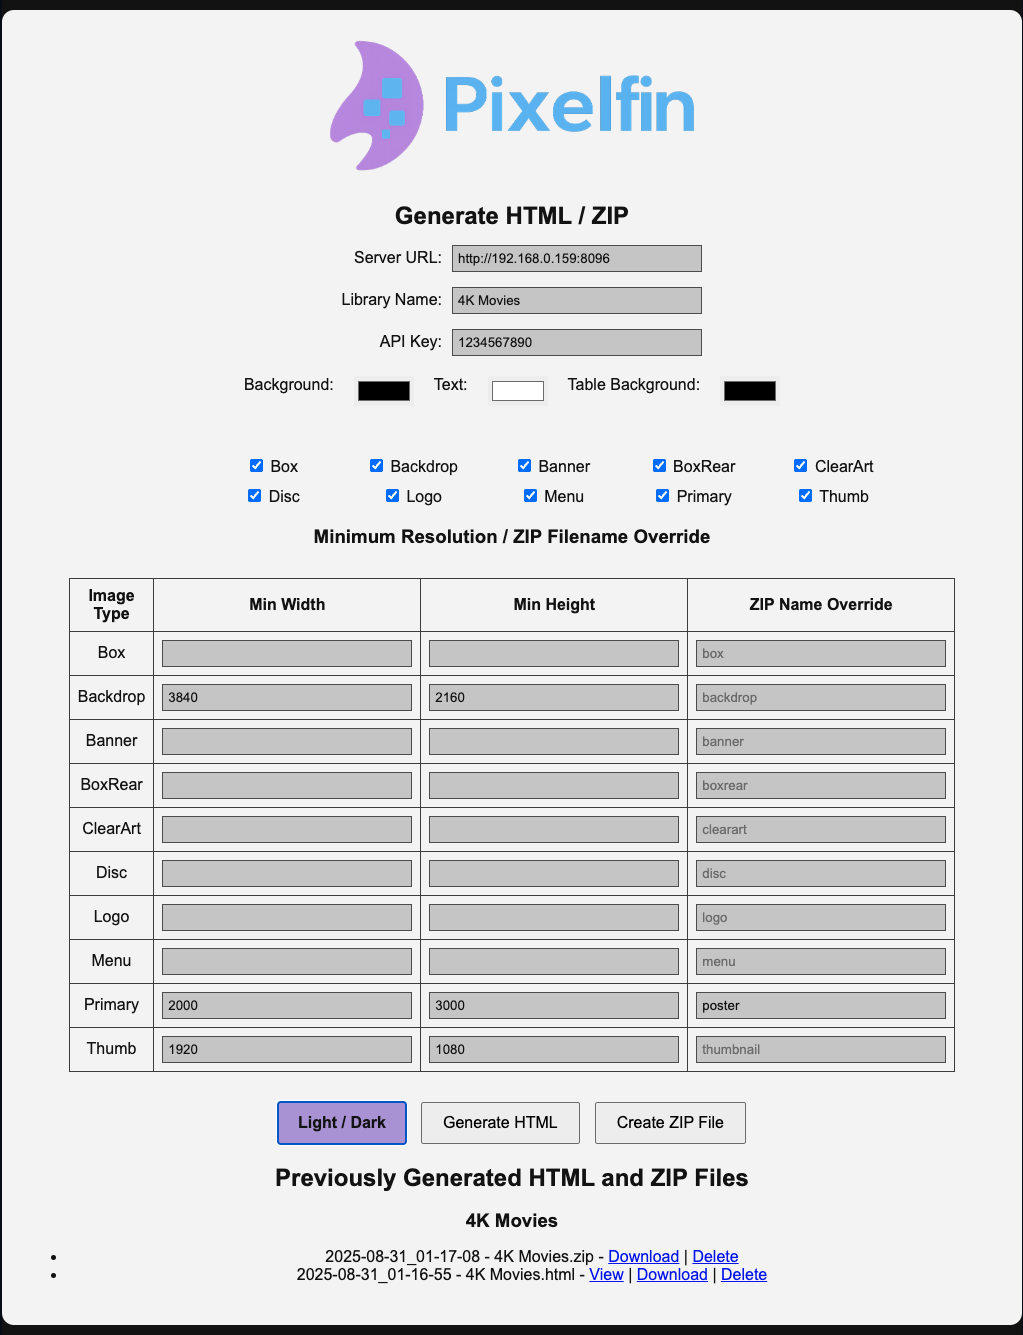 Pixelfin
Generate HTML / ZIP
Server URL: http://192.168.0.159:8096
Library Name: 4K Movies
API Key: 1234567890
Background: Text: Table Background:
Box Backdrop Banner BoxRear ClearArt
Disc Logo Menu Primary Thumb
Minimum Resolution / ZIP Filename Override
Image Type Min Width Min Height ZIP Name Override
Box box
Backdrop 3840 2160 backdrop
Banner banner
BoxRear boxrear
ClearArt clearart
Disc disc
Logo logo
Menu menu
Primary 2000 3000 poster
Thumb 1920 1080 thumbnail
Light / Dark Generate HTML Create ZIP File
Previously Generated HTML and ZIP Files
4K Movies
2025-08-31_01-17-08 - 4K Movies.zip - Download | Delete
2025-08-31_01-16-55 - 4K Movies.html - View | Download | Delete